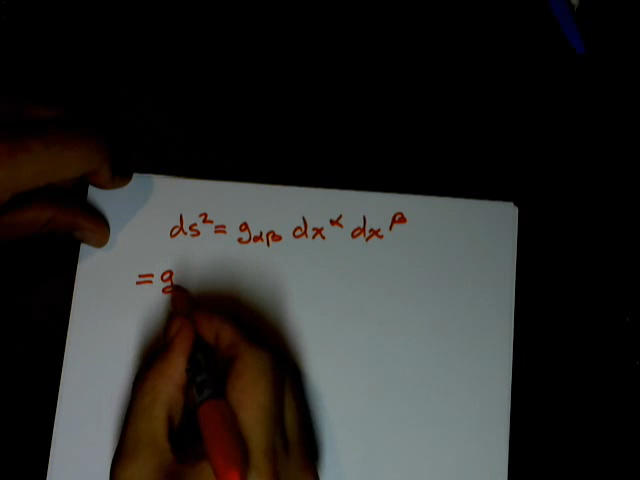 ds² = gαβ dx^α dx^β
= g